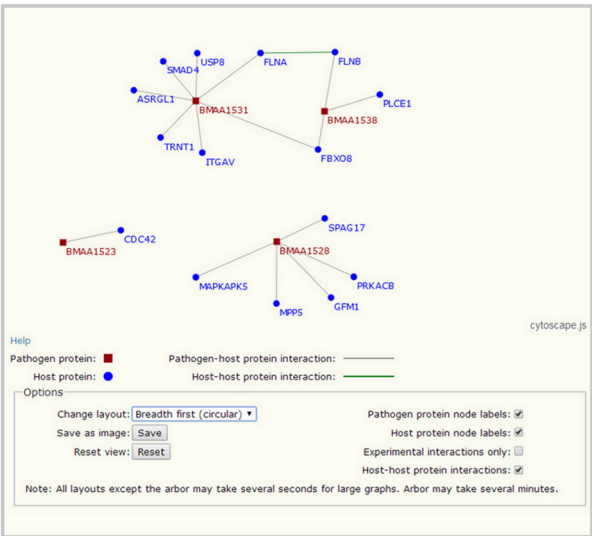 USP8
FLNA
FLNB
SMAD4
ASRGL1
PLCE1
BMAA1531
BMAA1538
TRNT1
ITGAV
FBXO8
SPAG17
CDC42
BMAA1523
BMAA1528
MAPKAPK5
PRKACB
MPP5
GFM1
cytoscape.js
Help
Pathogen protein: Pathogen-host protein interaction:
Host protein: Host-host protein interaction:
Options
Change layout: Breadth first (circular) Pathogen protein node labels:
Save as image: Save Host protein node labels:
Reset view: Reset Experimental interactions only:
Host-host protein interactions:
Note: All layouts except the arbor may take several seconds for large graphs. Arbor may take several minutes.